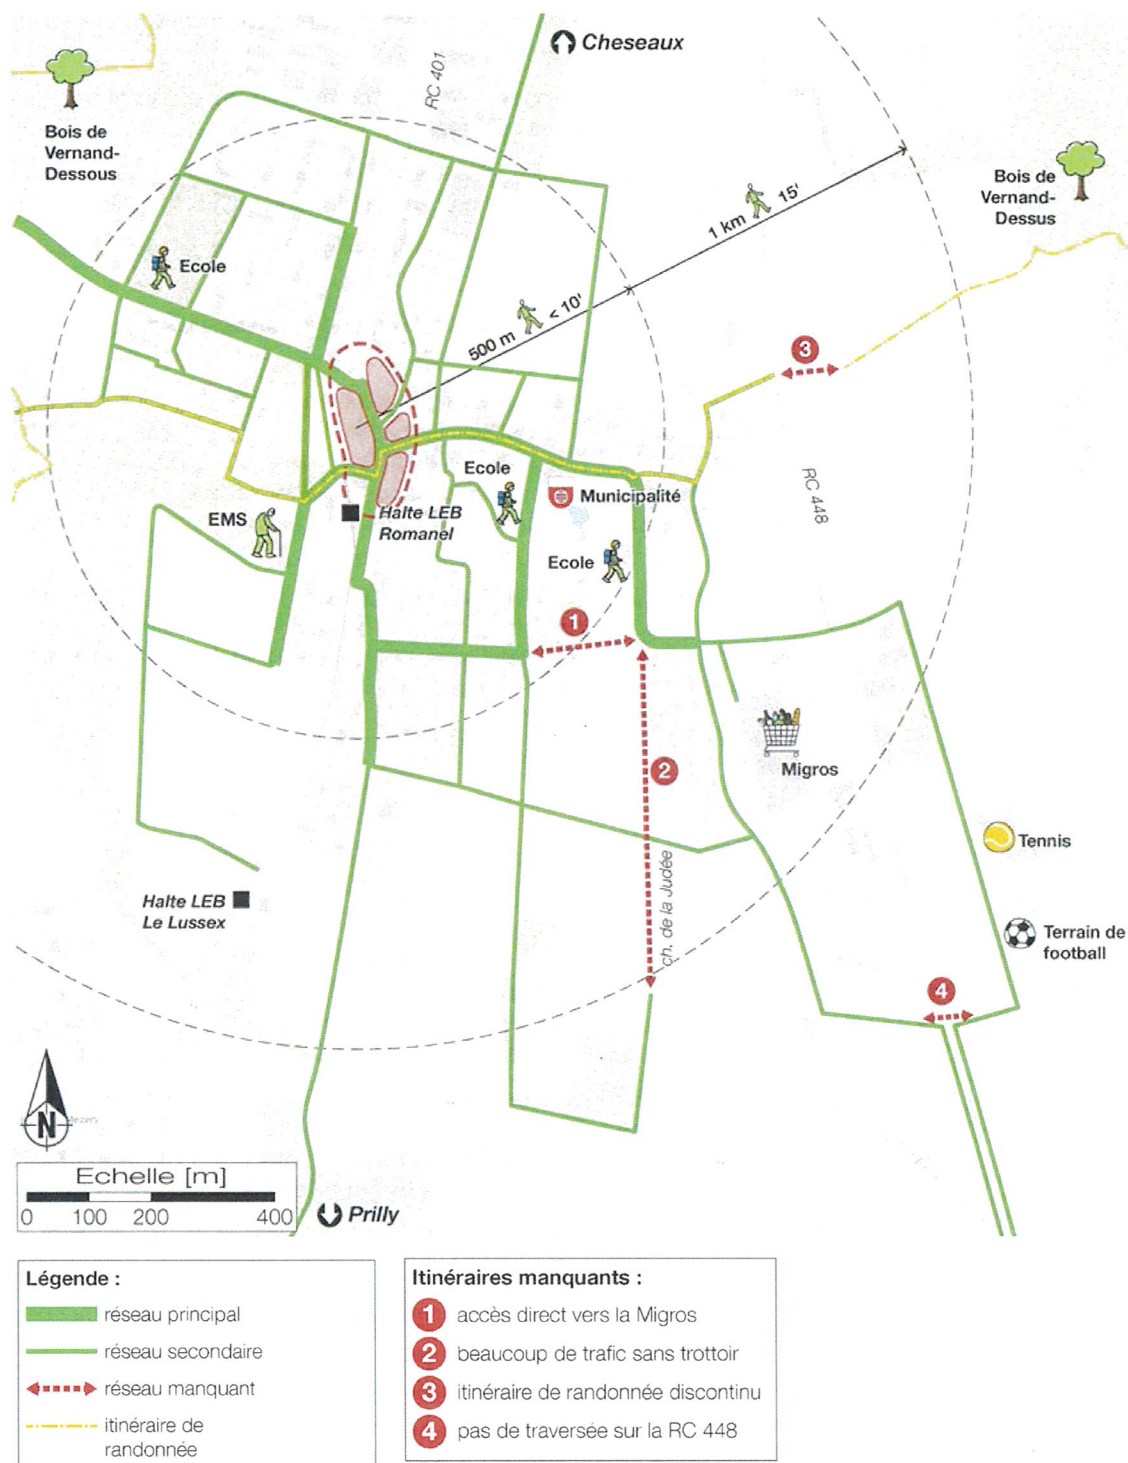 Cheseaux
RC 401
Bois de
Vernand-
Dessous
Bois de
Vernand-
Dessus
1 km
15'
Ecole
500 m
< 10'
3
RC 448
Ecole
Municipalité
EMS
Halte LEB
Romanel
Ecole
1
2
Migros
Tennis
ch. de la Judée
Halte LEB
Le Lussex
Terrain de
football
4
N
Echelle [m]
0 100 200 400
Prilly
Légende :
réseau principal
réseau secondaire
réseau manquant
itinéraire de
randonnée
Itinéraires manquants :
1 accès direct vers la Migros
2 beaucoup de trafic sans trottoir
3 itinéraire de randonnée discontinu
4 pas de traversée sur la RC 448